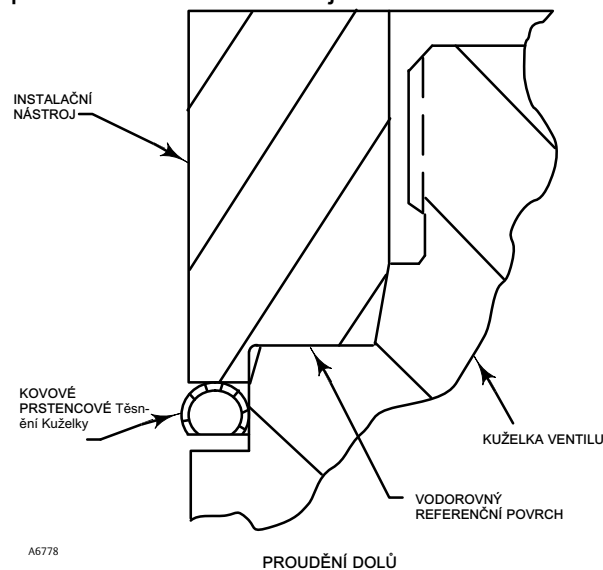 INSTALAČNÍ
NÁSTROJ
KOVOVÉ
PRSTENCOVÉ Těsn-
ění Kuželky
KUŽELKA VENTILU
VODOROVNÝ
REFERENČNÍ POVRCH
A6778
PROUDĚNÍ DOLŮ